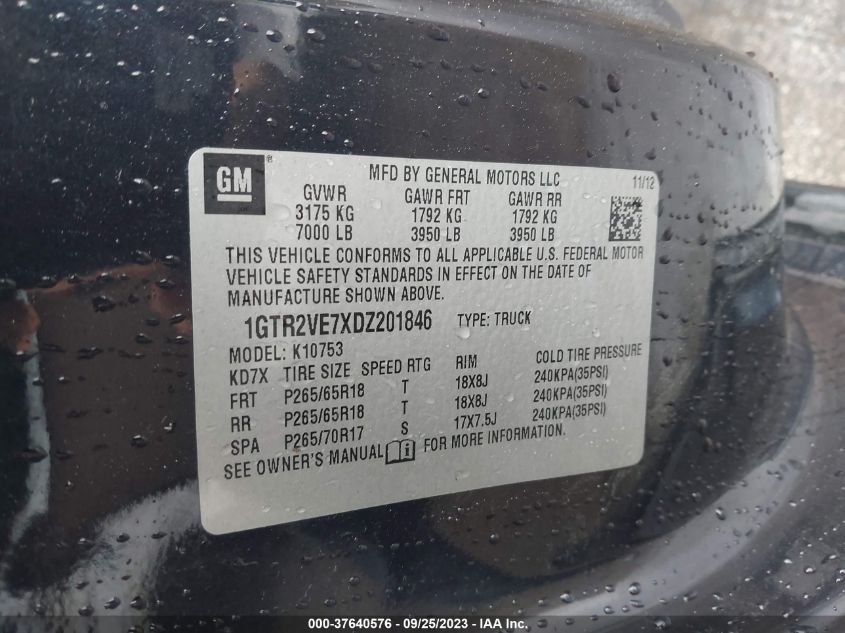 GM ®
MFD BY GENERAL MOTORS LLC 11/12
GVWR GAWR FRT GAWR RR
3175 KG 1792 KG 1792 KG
7000 LB 3950 LB 3950 LB
THIS VEHICLE CONFORMS TO ALL APPLICABLE U.S. FEDERAL MOTOR
VEHICLE SAFETY STANDARDS IN EFFECT ON THE DATE OF
MANUFACTURE SHOWN ABOVE.
1GTR2VE7XDZ201846 TYPE: TRUCK
MODEL: K10753
KD7X TIRE SIZE SPEED RTG RIM COLD TIRE PRESSURE
FRT P265/65R18 T 18X8J 240KPA(35PSI)
RR P265/65R18 T 18X8J 240KPA(35PSI)
SPA P265/70R17 S 17X7.5J 240KPA(35PSI)
SEE OWNER'S MANUAL i FOR MORE INFORMATION.
000-37640576 - 09/25/2023 - IAA Inc.